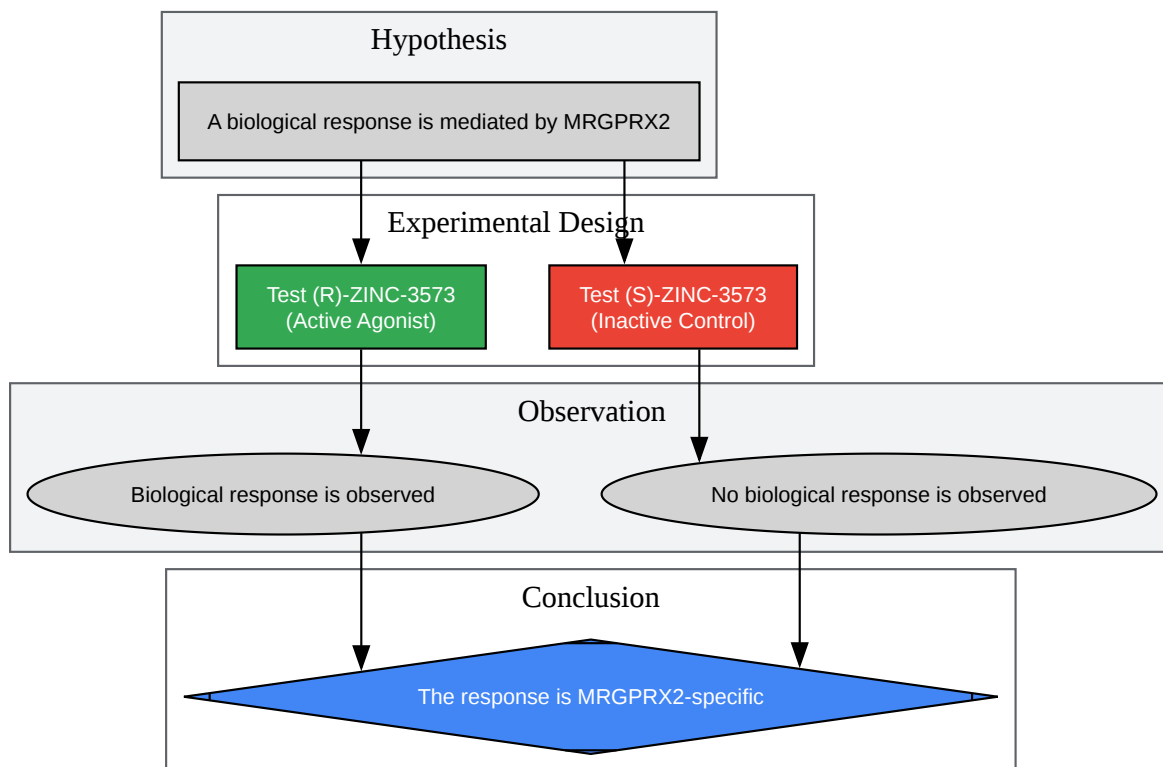 Hypothesis
A biological response is mediated by MRGPRX2
Experimental Design
Test (R)-ZINC-3573
(Active Agonist)
Test (S)-ZINC-3573
(Inactive Control)
Observation
Biological response is observed
No biological response is observed
Conclusion
The response is MRGPRX2-specific